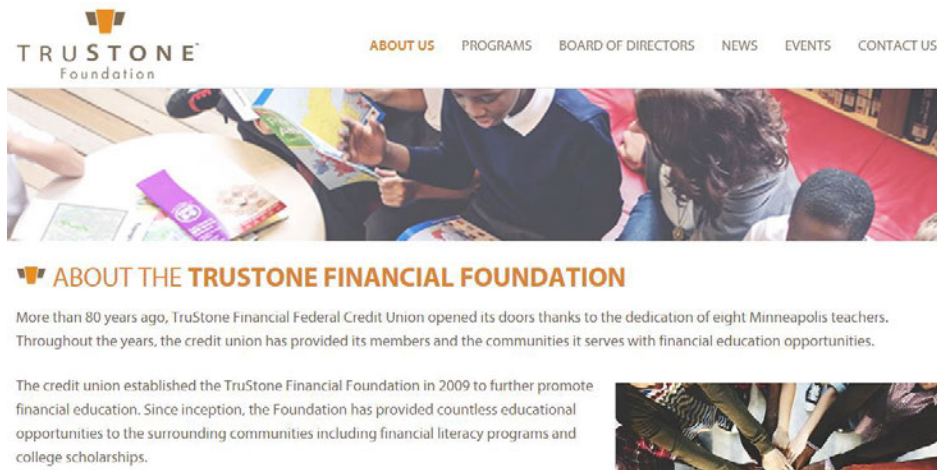 TRUSTONE
Foundation
ABOUT US PROGRAMS BOARD OF DIRECTORS NEWS EVENTS CONTACT US
ABOUT THE TRUSTONE FINANCIAL FOUNDATION
More than 80 years ago, TruStone Financial Federal Credit Union opened its doors thanks to the dedication of eight Minneapolis teachers.
Throughout the years, the credit union has provided its members and the communities it serves with financial education opportunities.
The credit union established the TruStone Financial Foundation in 2009 to further promote
financial education. Since inception, the Foundation has provided countless educational
opportunities to the surrounding communities including financial literacy programs and
college scholarships.